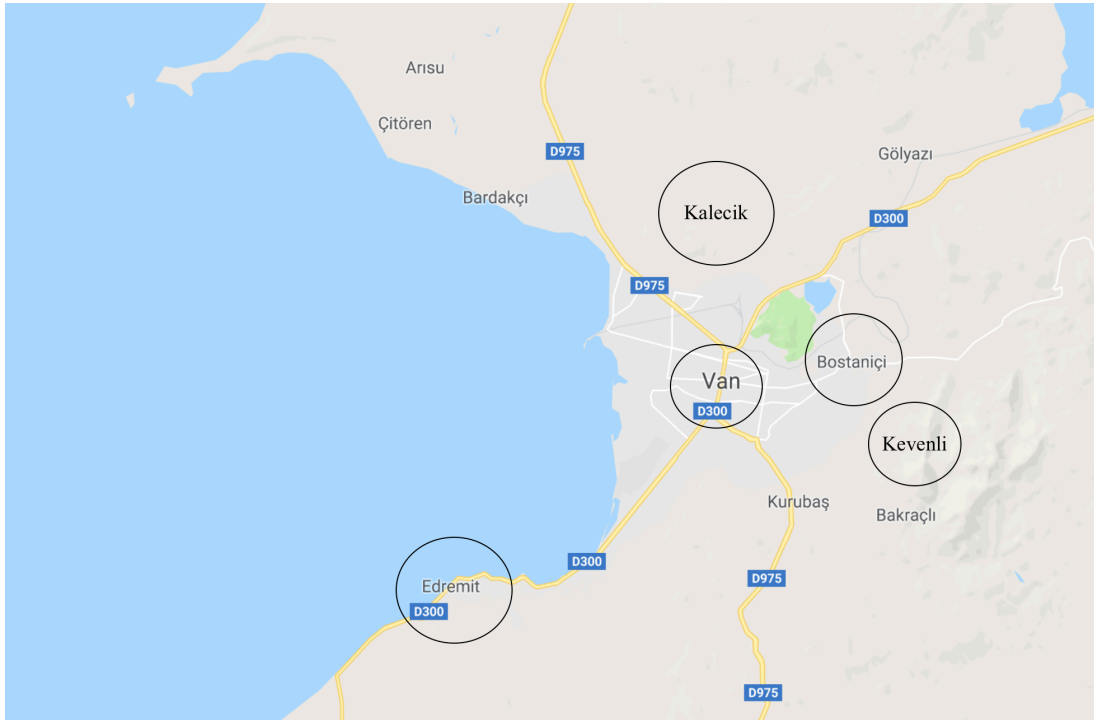 Arısu
Çitören
D975
Gölyazı
Bardakçı
Kalecik
D300
D975
Bostaniçi
Van
D300
Kevenli
Kurubaş
Bakraçlı
D300
D975
Edremit
D300
D975